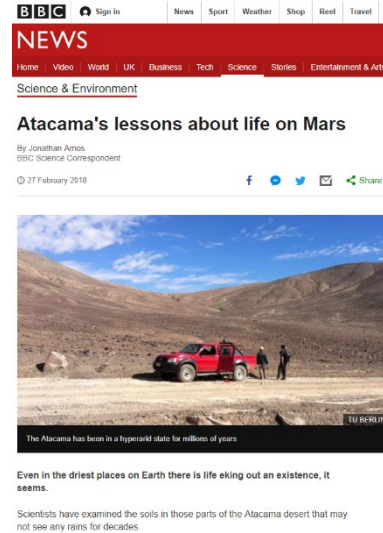 BBC Sign in News Sport Weather Shop Reel Travel
NEWS
Home Video World UK Business Tech Science Stories Entertainment & Arts
Science & Environment
Atacama's lessons about life on Mars
By Jonathan Amos
BBC Science Correspondent
27 February 2018 Share
TU BERLIN
The Atacama has been in a hyperarid state for millions of years
Even in the driest places on Earth there is life eking out an existence, it
seems.
Scientists have examined the soils in those parts of the Atacama desert that may
not see any rains for decades.